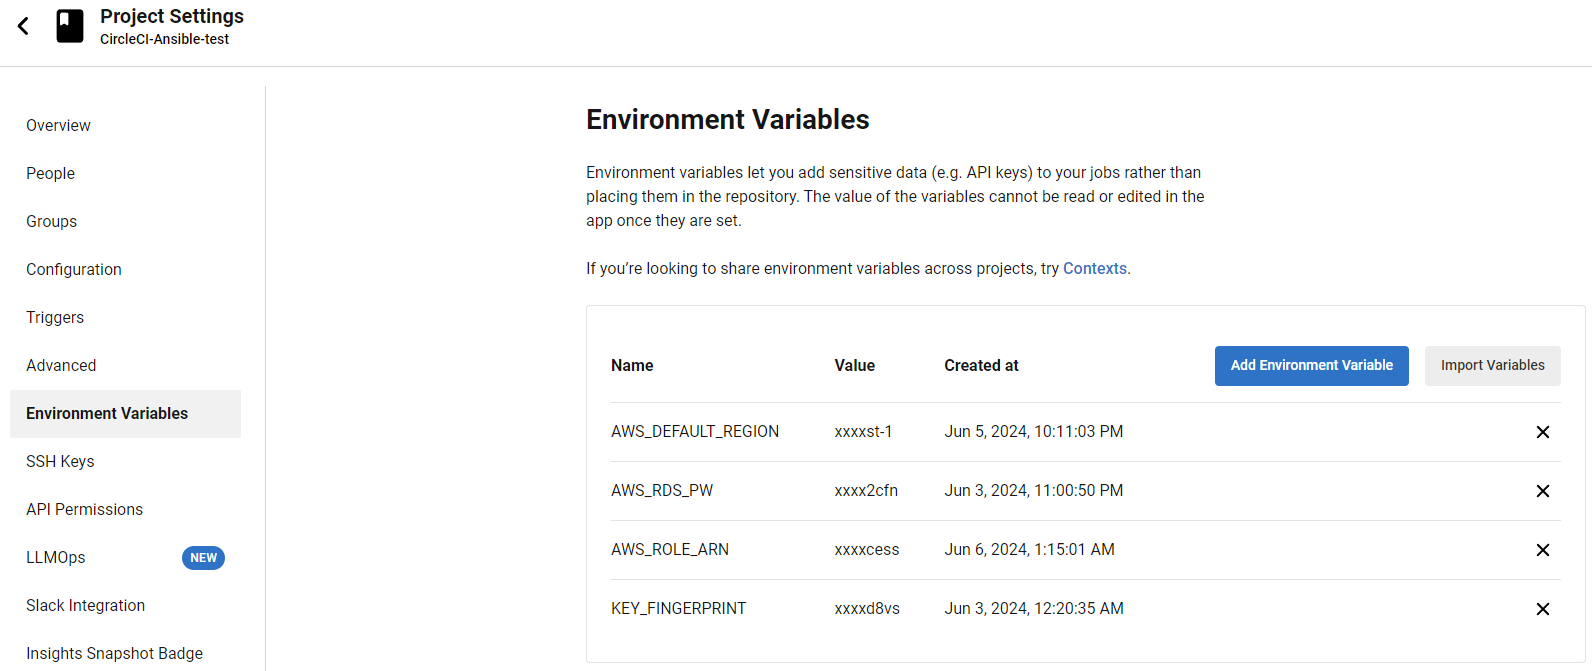 Project Settings
CircleCI-Ansible-test
Overview
People
Groups
Configuration
Triggers
Advanced
Environment Variables
SSH Keys
API Permissions
LLMOps NEW
Slack Integration
Insights Snapshot Badge
Environment Variables
Environment variables let you add sensitive data (e.g. API keys) to your jobs rather than
placing them in the repository. The value of the variables cannot be read or edited in the
app once they are set.
If you’re looking to share environment variables across projects, try Contexts.
Name Value Created at Add Environment Variable Import Variables
AWS_DEFAULT_REGION xxxxst-1 Jun 5, 2024, 10:11:03 PM
AWS_RDS_PW xxxx2cfn Jun 3, 2024, 11:00:50 PM
AWS_ROLE_ARN xxxxcess Jun 6, 2024, 1:15:01 AM
KEY_FINGERPRINT xxxxd8vs Jun 3, 2024, 12:20:35 AM